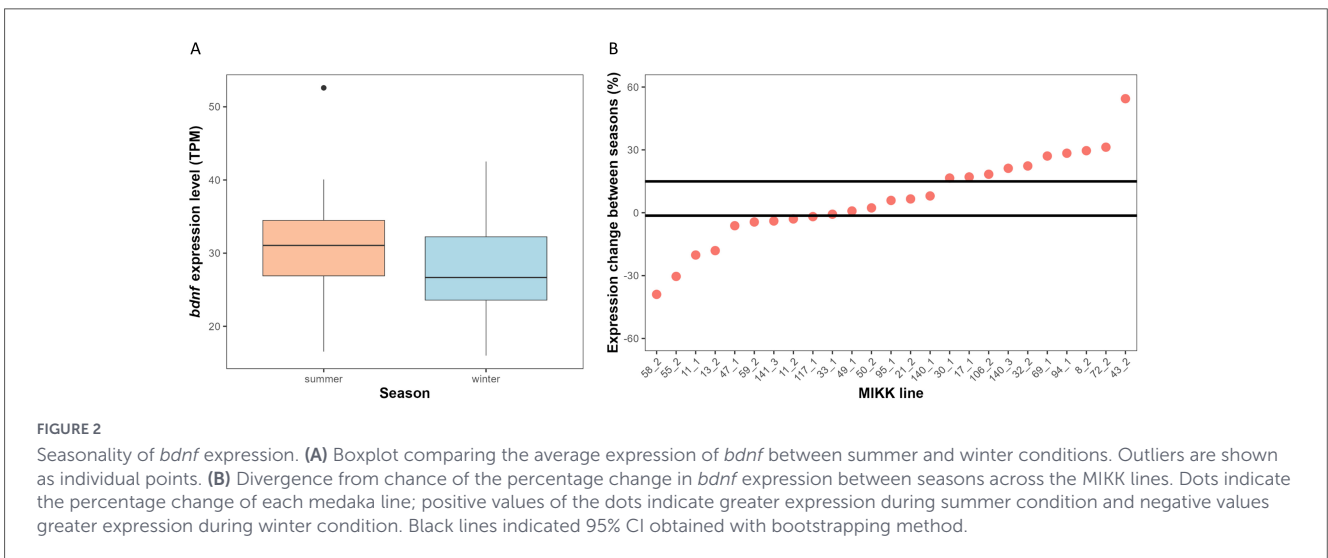 A
bdnf expression level (TPM)
50
40
30
20
summer
winter
Season
B
Expression change between seasons (%)
60
30
0
-30
-60
58_2
55_2
11_1
13_2
47_1
59_2
141_3
11_2
117_1
33_1
49_1
50_2
95_1
21_2
140_1
30_1
17_1
106_2
140_3
32_2
69_1
94_1
8_2
72_2
43_2
MIKK line
FIGURE 2
Seasonality of bdnf expression. (A) Boxplot comparing the average expression of bdnf between summer and winter conditions. Outliers are shown
as individual points. (B) Divergence from chance of the percentage change in bdnf expression between seasons across the MIKK lines. Dots indicate
the percentage change of each medaka line; positive values of the dots indicate greater expression during summer condition and negative values
greater expression during winter condition. Black lines indicated 95% CI obtained with bootstrapping method.